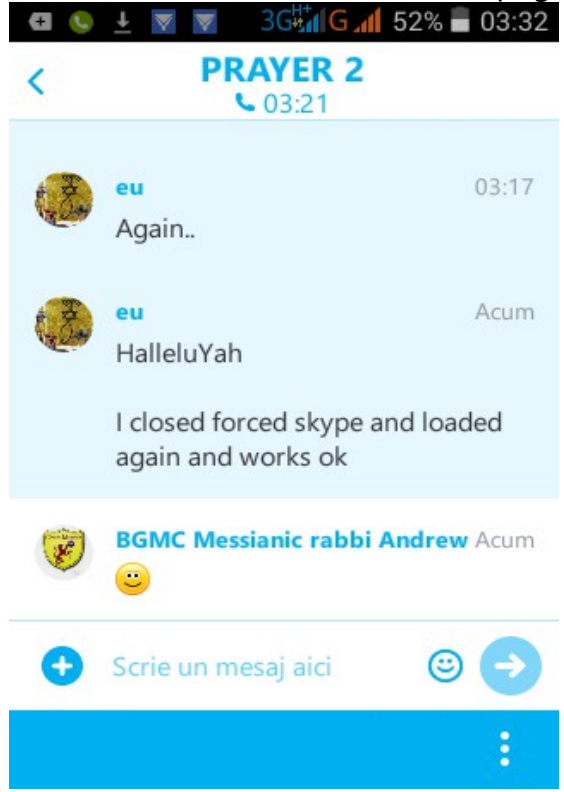 3G H+ G 52% 03:32
PRAYER 2
03:21
eu 03:17
Again..
eu Acum
HalleluYah
I closed forced skype and loaded
again and works ok
BGMC Messianic rabbi Andrew Acum
Scrie un mesaj aici